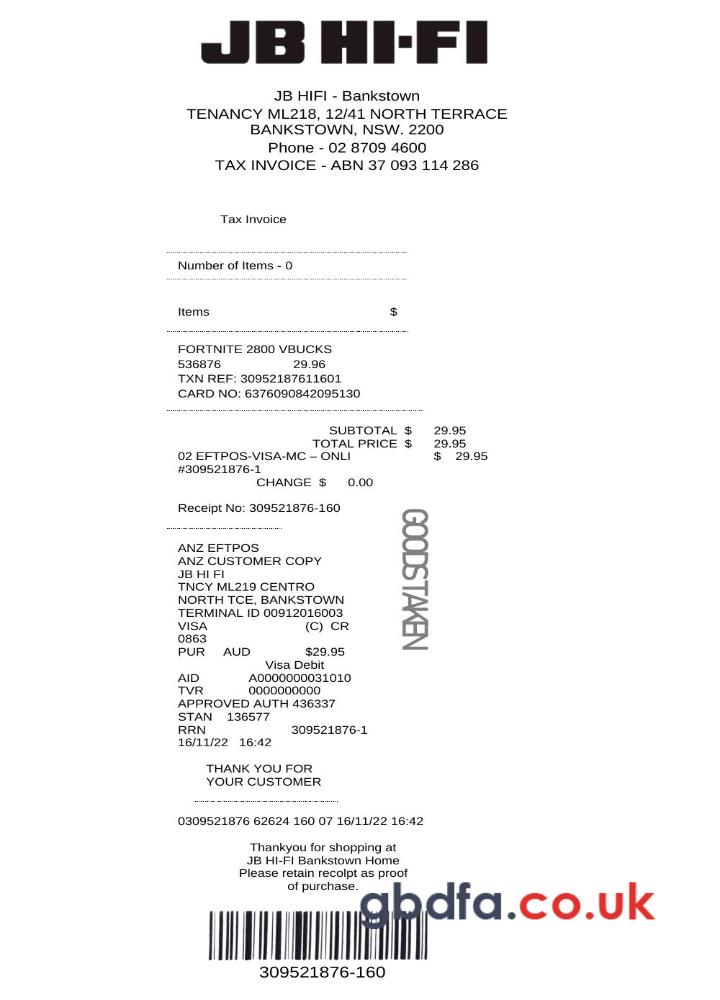 JB HI-FI
JB HIFI - Bankstown
TENANCY ML218, 12/41 NORTH TERRACE
BANKSTOWN, NSW. 2200
Phone - 02 8709 4600
TAX INVOICE - ABN 37 093 114 286
Tax Invoice
Number of Items - 0
Items $
FORTNITE 2800 VBUCKS
536876 29.96
TXN REF: 30952187611601
CARD NO: 6376090842095130
SUBTOTAL $ 29.95
TOTAL PRICE $ 29.95
02 EFTPOS-VISA-MC – ONLI $ 29.95
#309521876-1
CHANGE $ 0.00
Receipt No: 309521876-160
GOODSTAKEN
ANZ EFTPOS
ANZ CUSTOMER COPY
JB HI FI
TNCY ML219 CENTRO
NORTH TCE, BANKSTOWN
TERMINAL ID 00912016003
VISA (C) CR
0863
PUR AUD $29.95
Visa Debit
AID A0000000031010
TVR 0000000000
APPROVED AUTH 436337
STAN 136577
RRN 309521876-1
16/11/22 16:42
THANK YOU FOR
YOUR CUSTOMER
0309521876 62624 160 07 16/11/22 16:42
Thankyou for shopping at
JB HI-FI Bankstown Home
Please retain recolpt as proof
of purchase.
gbdfa.co.uk
309521876-160